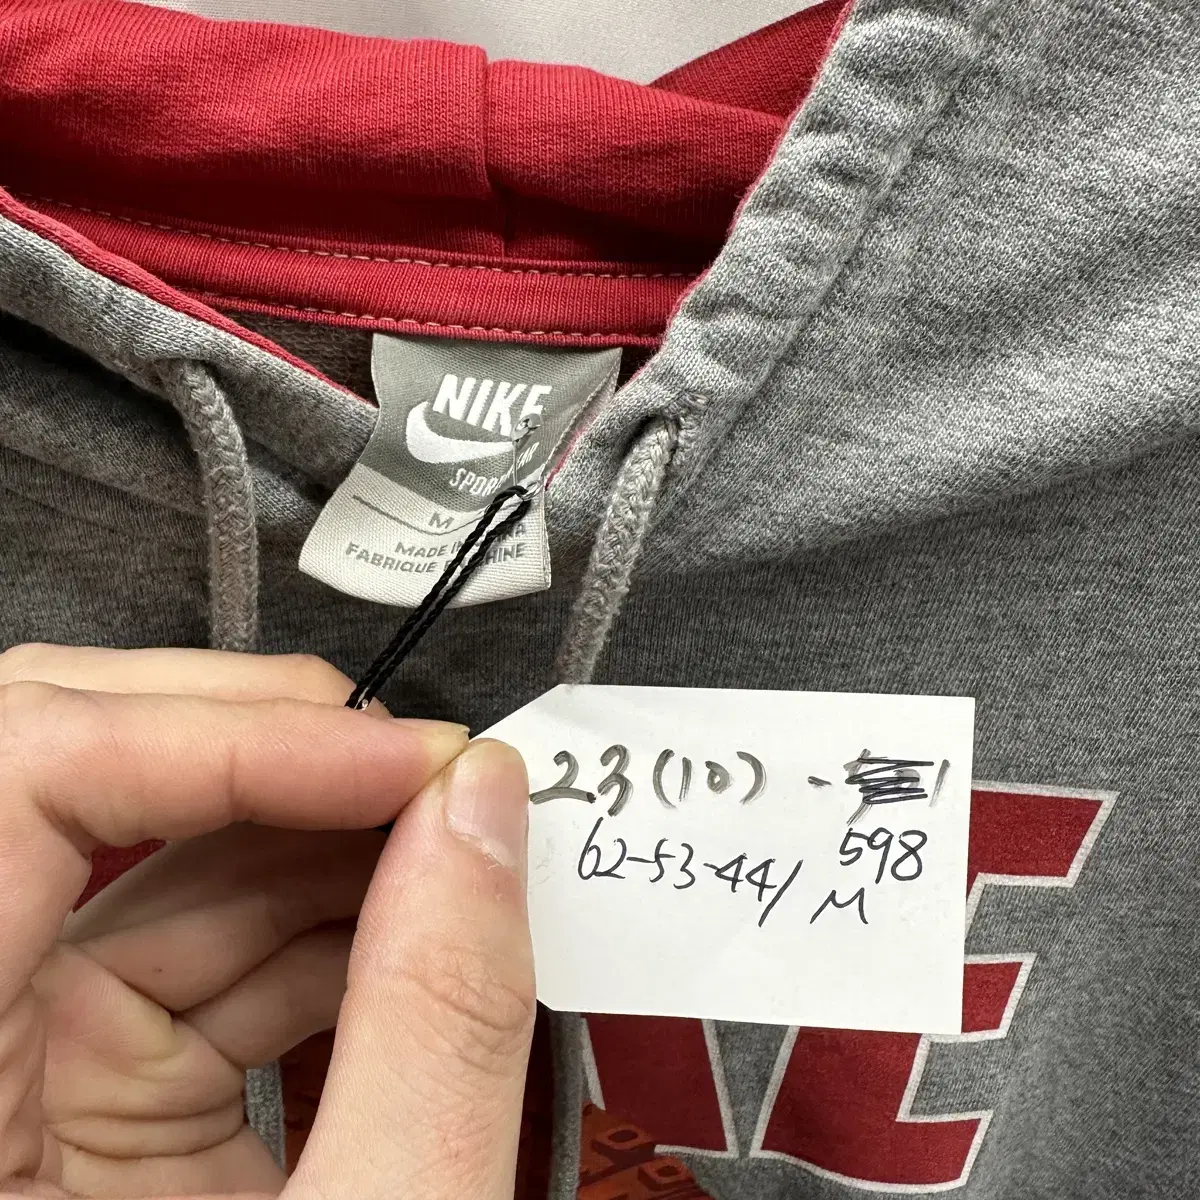 NIKE
M
MADE IN
FABRIQUE
23(10) -
598
62-53-44/ M